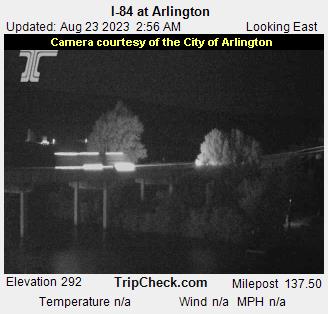 I-84 at Arlington
Updated: Aug 23 2023 2:56 AM Looking East
Camera courtesy of the City of Arlington
Elevation 292 TripCheck.com Milepost 137.50
Temperature n/a Wind n/a MPH n/a